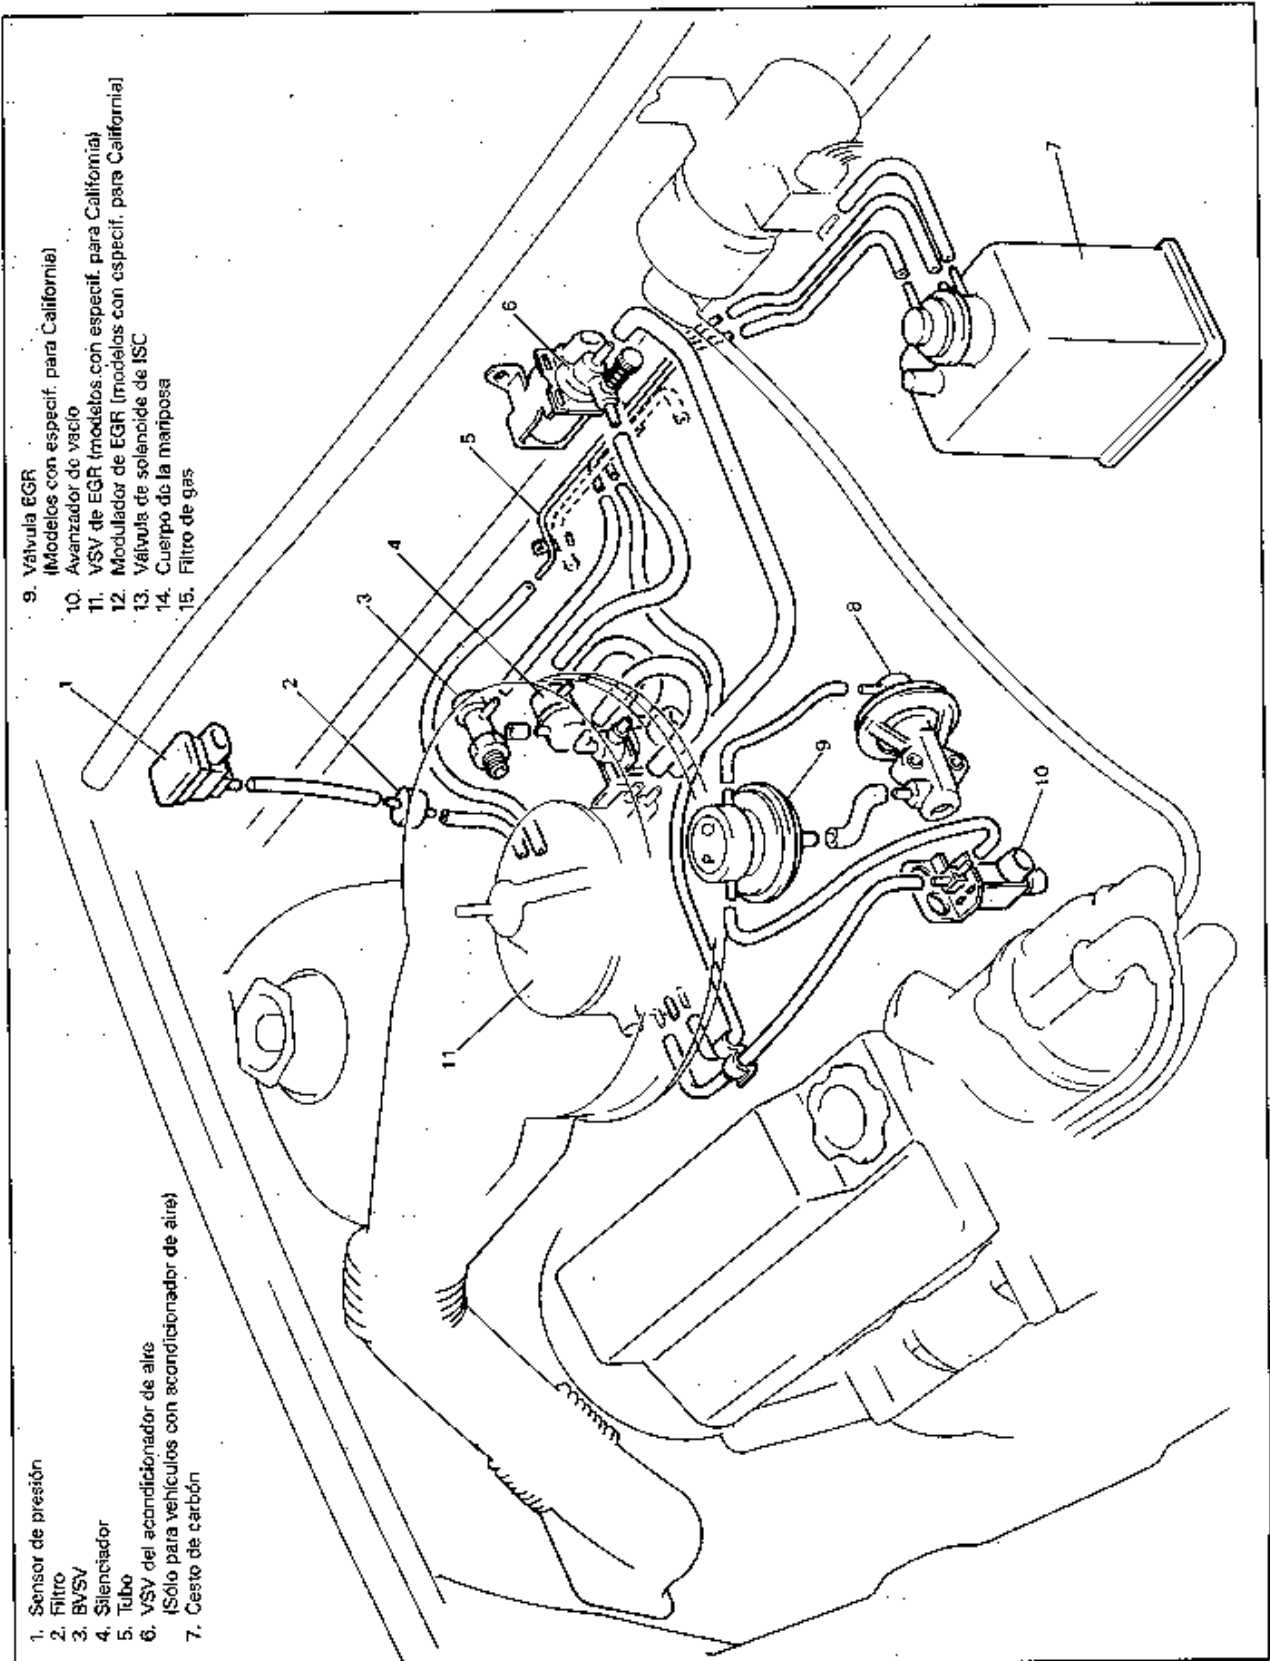 1. Sensor de presión
2. Filtro
3. BVSV
4. Silenciador
5. Tubo
6. VSV del acondicionador de aire
(Sólo para vehículos con acondicionador de aire)
7. Cesto de carbón
9. Válvula EGR
(Modelos con especif. para California)
10. Avanzador de vacío
11. VSV de EGR (modelos con especif. para California)
12. Modulador de EGR (modelos con especif. para California)
13. Válvula de solenoide de ISC
14. Cuerpo de la mariposa
15. Filtro de gas
1
2
3
4
5
6
7
8
9
10
11
P